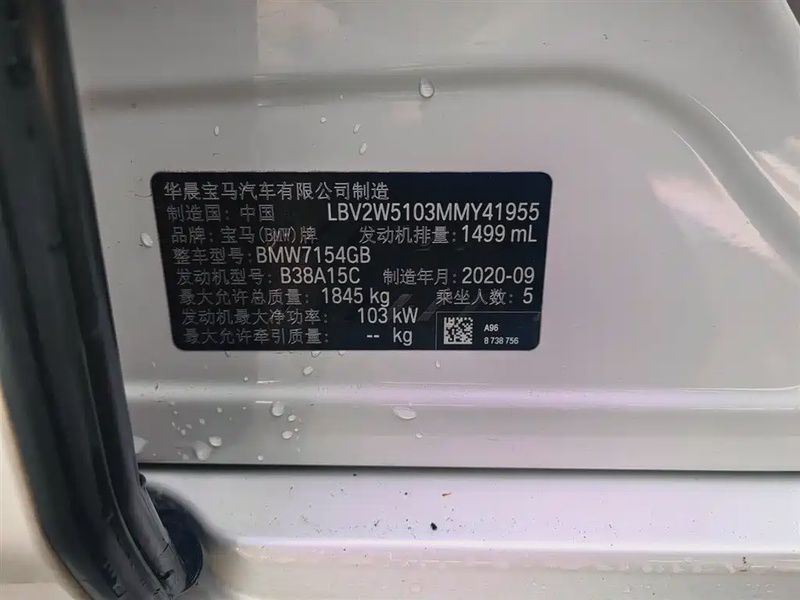 华晨宝马汽车有限公司制造
制造国: 中国 LBV2W5103MMY41955
品牌: 宝马(BMW)牌 发动机排量: 1499 mL
整车型号: BMW7154GB
发动机型号: B38A15C 制造年月: 2020-09
最大允许总质量: 1845 kg 乘坐人数: 5
发动机最大净功率: 103 kW
最大允许牵引质量: -- kg
A96
8 738 756